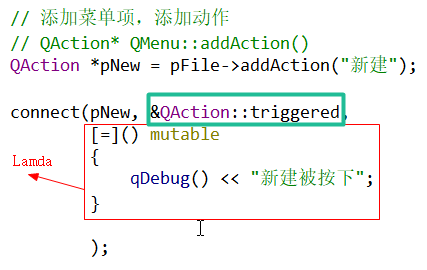 // 添加菜单项，添加动作
// QAction* QMenu::addAction()
QAction *pNew = pFile->addAction("新建");
connect(pNew, &QAction::triggered,
[=]() mutable
{
Lamda
qDebug() << "新建被按下";
}
);